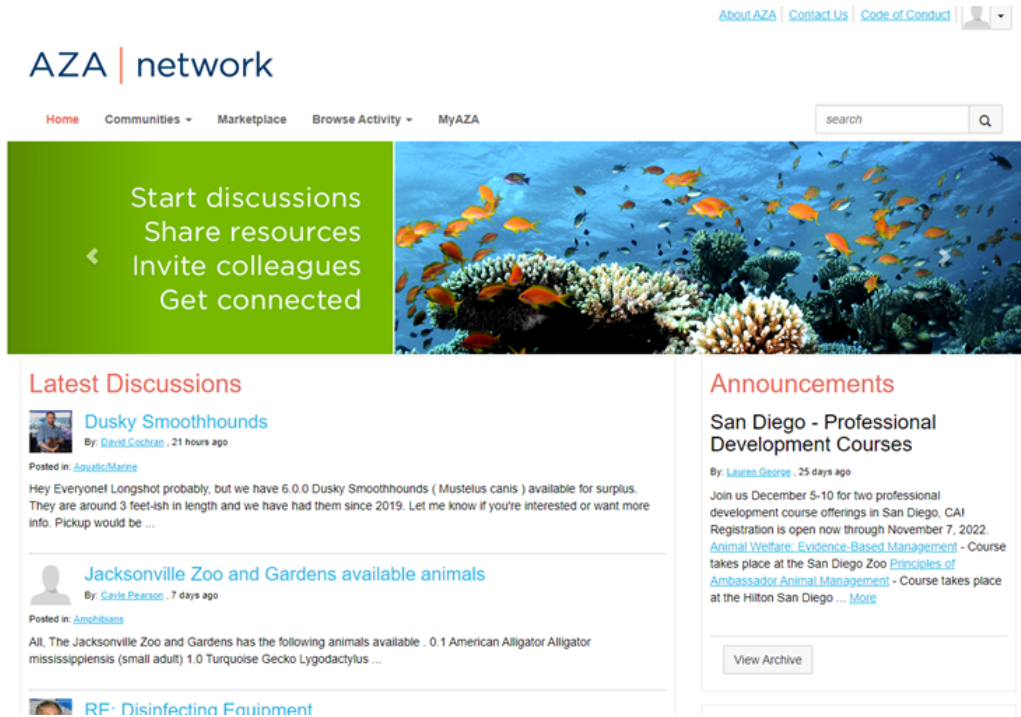 About AZA | Contact Us | Code of Conduct
AZA | network
Home Communities Marketplace Browse Activity MyAZA
search
Start discussions
Share resources
Invite colleagues
Get connected
Latest Discussions
Dusky Smoothhounds
By: David Cochran , 21 hours ago
Posted in: Aquatic/Marine
Hey Everyone! Longshot probably, but we have 6.0.0 Dusky Smoothhounds ( Mustelus canis ) available for surplus.
They are around 3 feet-ish in length and we have had them since 2019. Let me know if you're interested or want more
info. Pickup would be ...
Jacksonville Zoo and Gardens available animals
By: Cayle Pearson , 7 days ago
Posted in: Amphibians
All, The Jacksonville Zoo and Gardens has the following animals available . 0.1 American Alligator Alligator
mississippiensis (small adult) 1.0 Turquoise Gecko Lygodactylus ...
RE: Disinfecting Equipment
Announcements
San Diego - Professional
Development Courses
By: Lauren George , 25 days ago
Join us December 5-10 for two professional
development course offerings in San Diego, CA!
Registration is open now through November 7, 2022.
Animal Welfare: Evidence-Based Management - Course
takes place at the San Diego Zoo Principles of
Ambassador Animal Management - Course takes place
at the Hilton San Diego ... More
View Archive